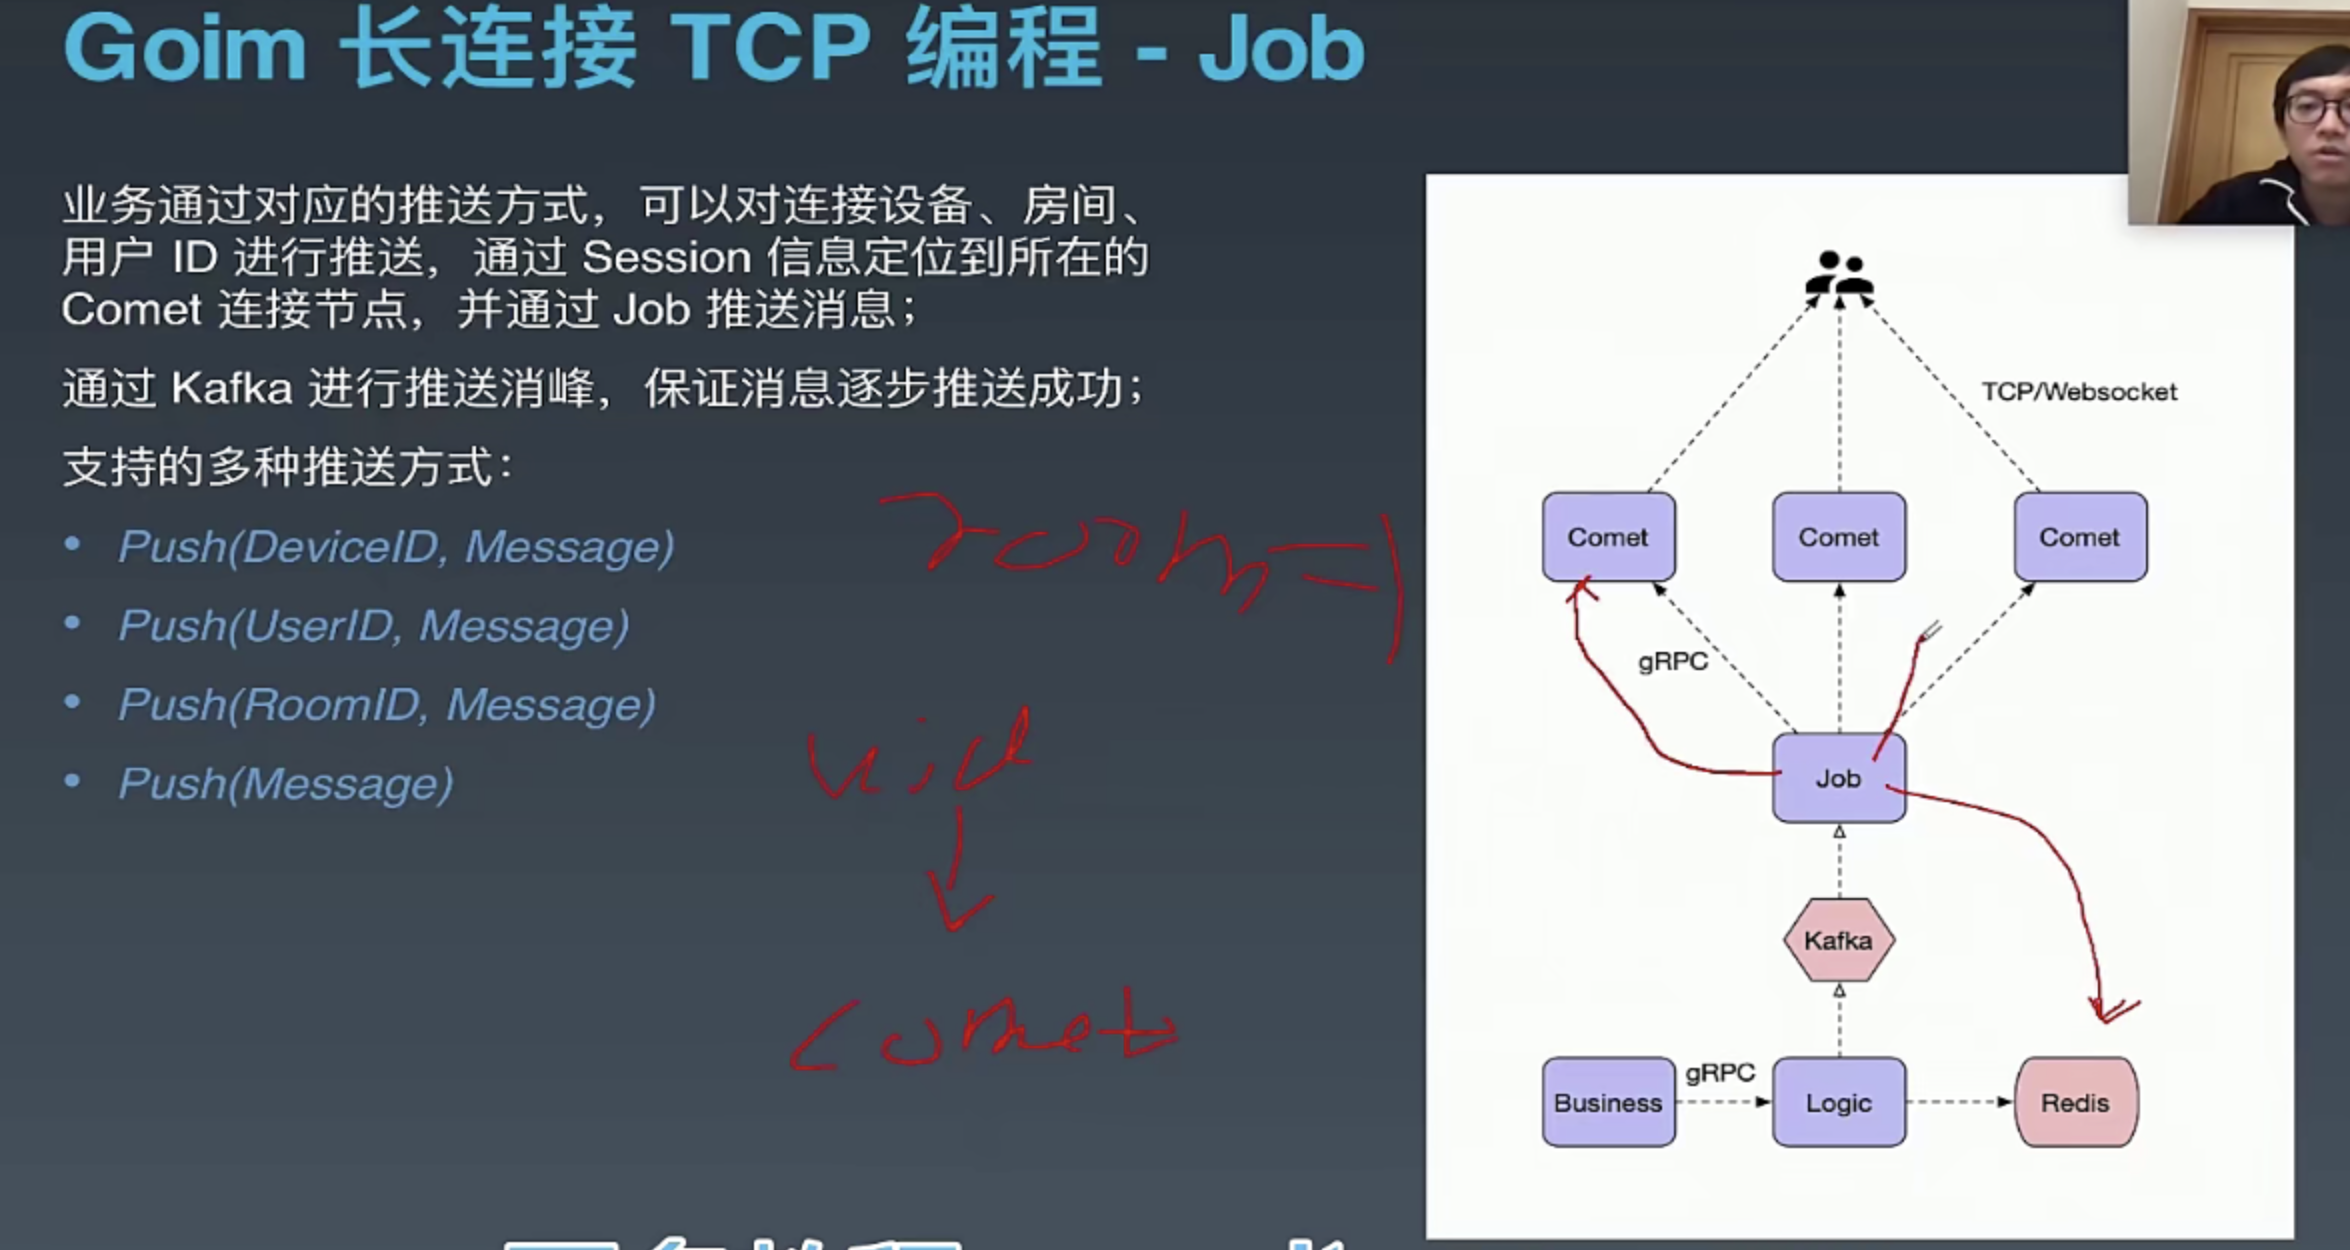 Goim 长连接 TCP 编程 - Job
业务通过对应的推送方式，可以对连接设备、房间、
用户 ID 进行推送，通过 Session 信息定位到所在的
Comet 连接节点，并通过 Job 推送消息；
通过 Kafka 进行推送消峰，保证消息逐步推送成功；
支持的多种推送方式：
• Push(DeviceID, Message)
• Push(UserID, Message)
• Push(RoomID, Message)
• Push(Message)
room=1
uid
comet
TCP/Websocket
Comet
Comet
Comet
gRPC
Job
Kafka
Business
gRPC
Logic
Redis